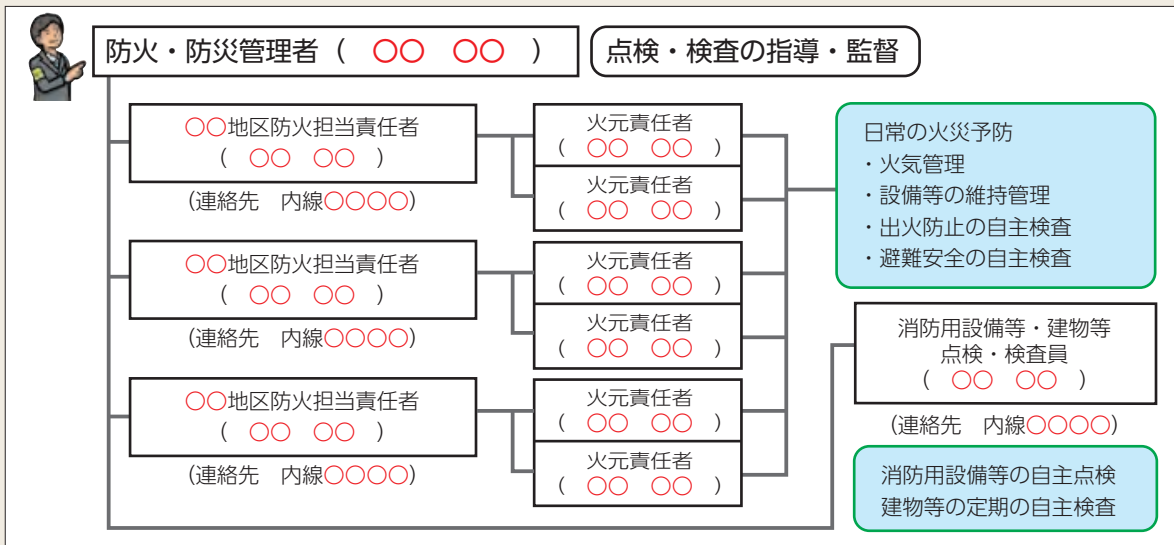 防火・防災管理者（　○○　○○　）
点検・検査の指導・監督
○○地区防火担当責任者
（　○○　○○　）
（連絡先　内線○○○○）
火元責任者
（　○○　○○　）
火元責任者
（　○○　○○　）
○○地区防火担当責任者
（　○○　○○　）
（連絡先　内線○○○○）
火元責任者
（　○○　○○　）
火元責任者
（　○○　○○　）
○○地区防火担当責任者
（　○○　○○　）
（連絡先　内線○○○○）
火元責任者
（　○○　○○　）
火元責任者
（　○○　○○　）
日常の火災予防
・火気管理
・設備等の維持管理
・出火防止の自主検査
・避難安全の自主検査
消防用設備等・建物等
点検・検査員
（　○○　○○　）
（連絡先　内線○○○○）
消防用設備等の自主点検
建物等の定期の自主検査